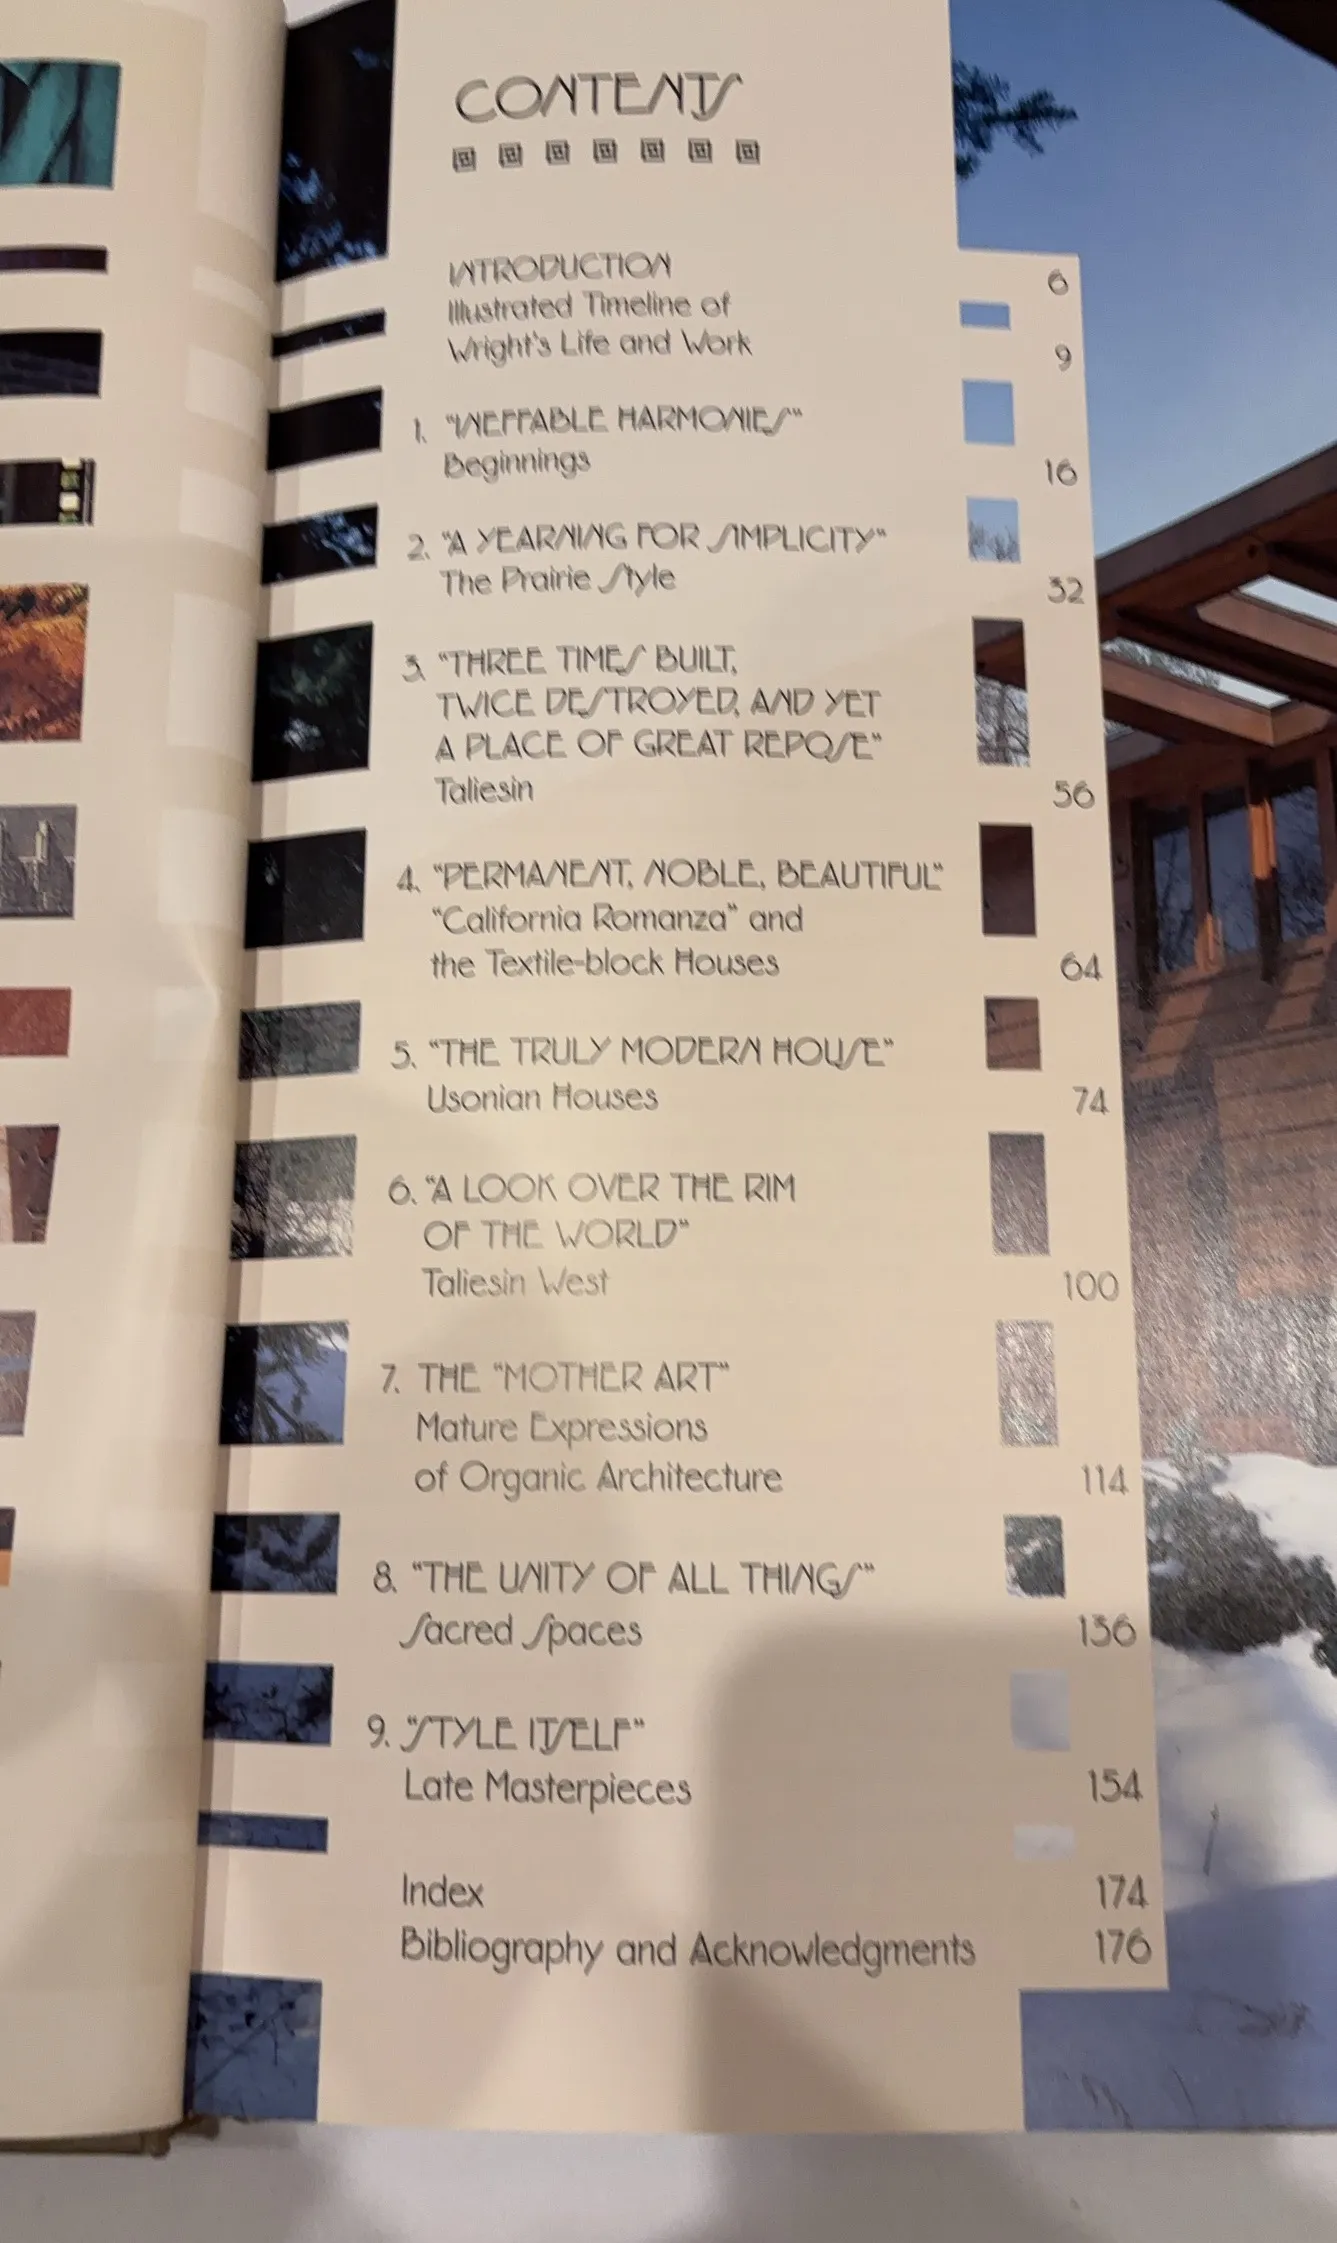 CONTENTS
INTRODUCTION 6
Illustrated Timeline of
Wright's Life and Work 9
1. "INEFFABLE HARMONIES"
Beginnings 16
2. "A YEARNING FOR SIMPLICITY"
The Prairie Style 32
3. "THREE TIMES BUILT,
TWICE DESTROYED, AND YET
A PLACE OF GREAT REPOSE"
Taliesin 56
4. "PERMANENT, NOBLE, BEAUTIFUL"
"California Romanza" and
the Textile-block Houses 64
5. "THE TRULY MODERN HOUSE"
Usonian Houses 74
6. "A LOOK OVER THE RIM
OF THE WORLD"
Taliesin West 100
7. THE "MOTHER ART"
Mature Expressions
of Organic Architecture 114
8. "THE UNITY OF ALL THINGS"
Sacred Spaces 136
9. "STYLE ITSELF"
Late Masterpieces 154
Index 174
Bibliography and Acknowledgments 176